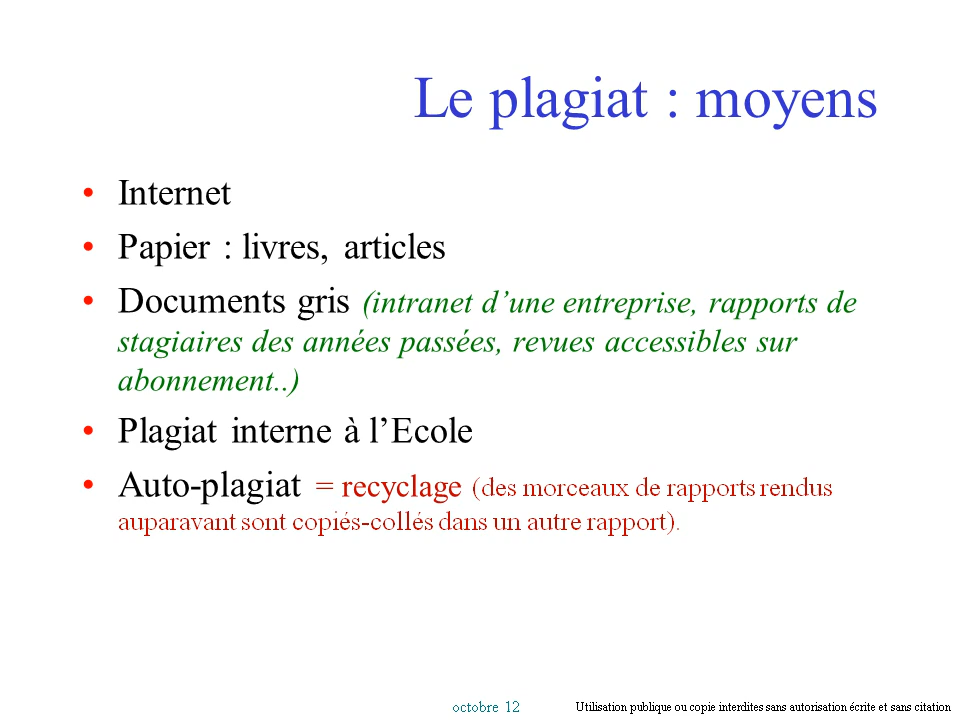 Le plagiat : moyens
• Internet
• Papier : livres, articles
• Documents gris (intranet d’une entreprise, rapports de
stagiaires des années passées, revues accessibles sur
abonnement..)
• Plagiat interne à l’Ecole
• Auto-plagiat = recyclage (des morceaux de rapports rendus
auparavant sont copiés-collés dans un autre rapport).
octobre 12
Utilisation publique ou copie interdites sans autorisation écrite et sans citation